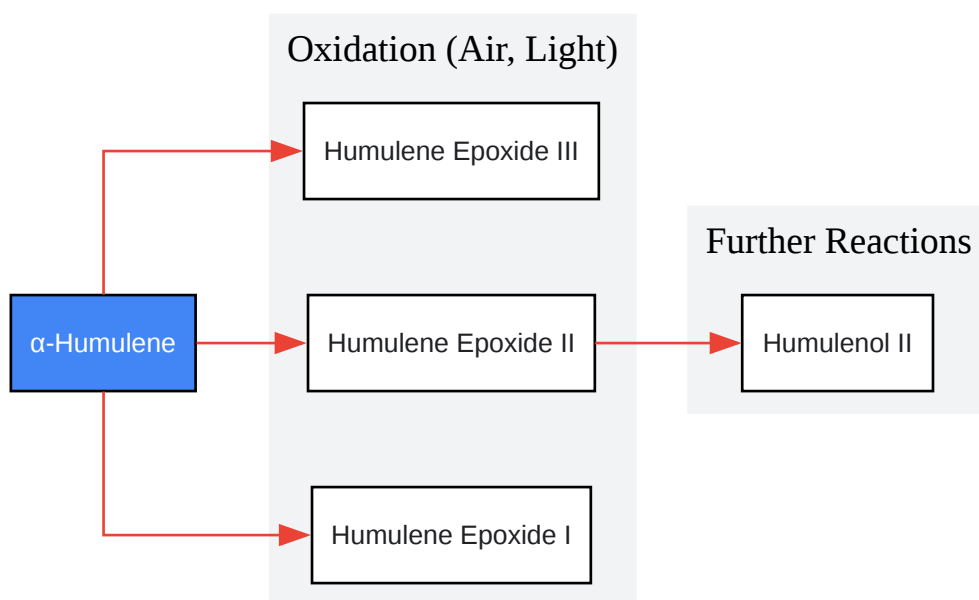 Oxidation (Air, Light)
Humulene Epoxide III
Further Reactions
α-Humulene
Humulene Epoxide II
Humulenol II
Humulene Epoxide I